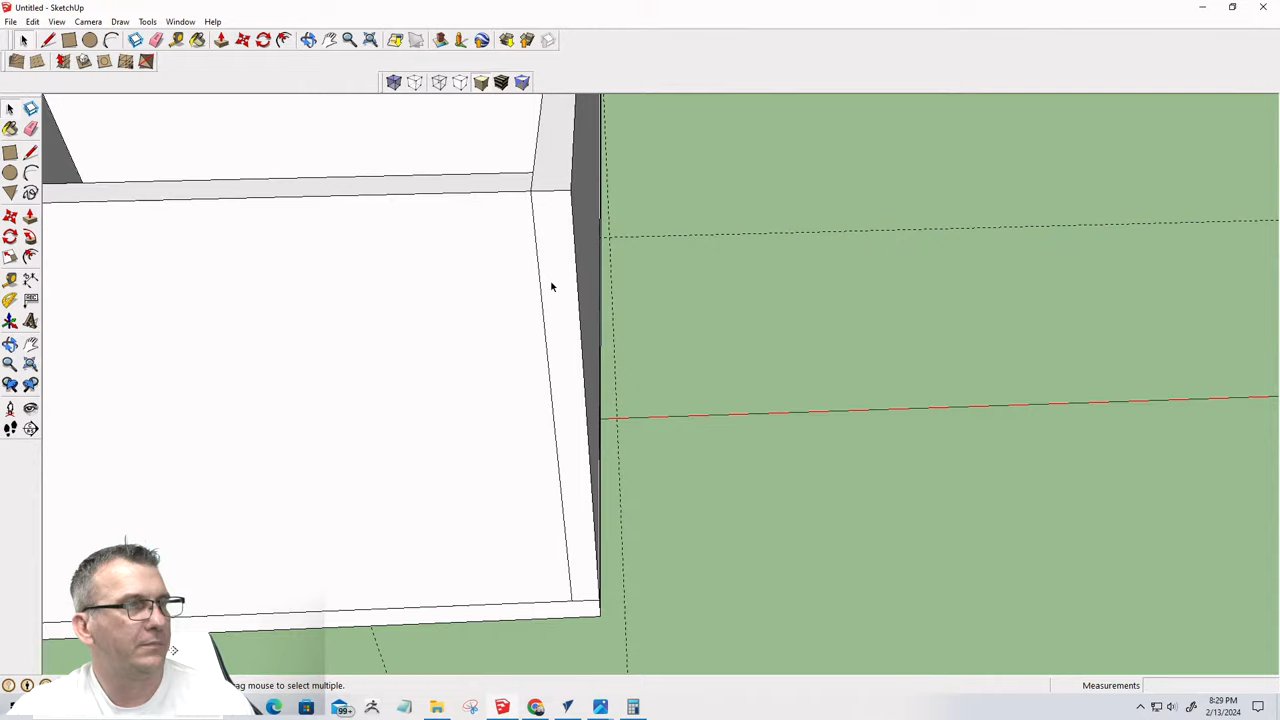 Untitled - SketchUp
File Edit View Camera Draw Tools Window Help
ag mouse to select multiple.
Measurements
99+
8:29 PM
2/13/2024